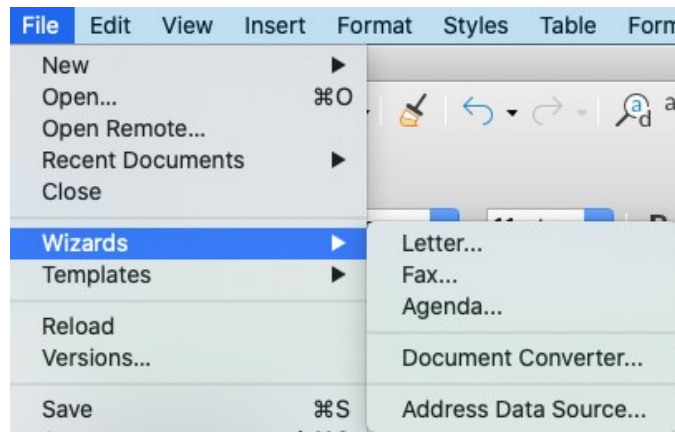 File Edit View Insert Format Styles Table
New
Open... ⌘O
Open Remote...
Recent Documents
Close
Wizards
Letter...
Fax...
Agenda...
Document Converter...
Address Data Source...
Templates
Reload
Versions...
Save ⌘S